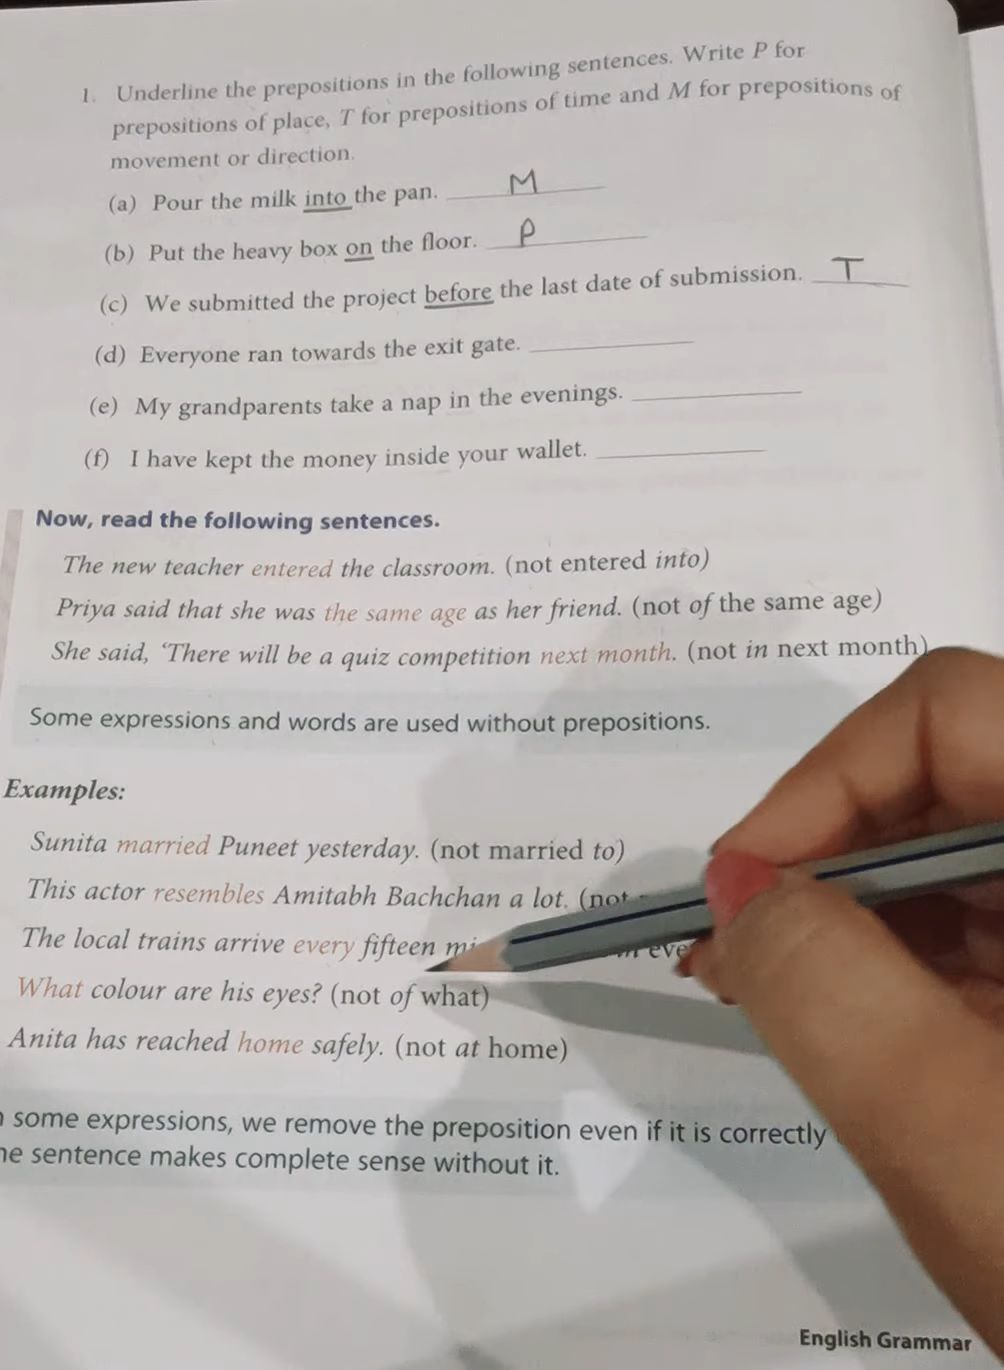 1. Underline the prepositions in the following sentences. Write P for
prepositions of place, T for prepositions of time and M for prepositions of
movement or direction.
(a) Pour the milk into the pan. M
(b) Put the heavy box on the floor. P
(c) We submitted the project before the last date of submission. T
(d) Everyone ran towards the exit gate.
(e) My grandparents take a nap in the evenings.
(f) I have kept the money inside your wallet.
Now, read the following sentences.
The new teacher entered the classroom. (not entered into)
Priya said that she was the same age as her friend. (not of the same age)
She said, ‘There will be a quiz competition next month. (not in next month)
Some expressions and words are used without prepositions.
Examples:
Sunita married Puneet yesterday. (not married to)
This actor resembles Amitabh Bachchan a lot. (not
The local trains arrive every fifteen
What colour are his eyes? (not of what)
Anita has reached home safely. (not at home)
some expressions, we remove the preposition even if it is correctly
sentence makes complete sense without it.
English Grammar